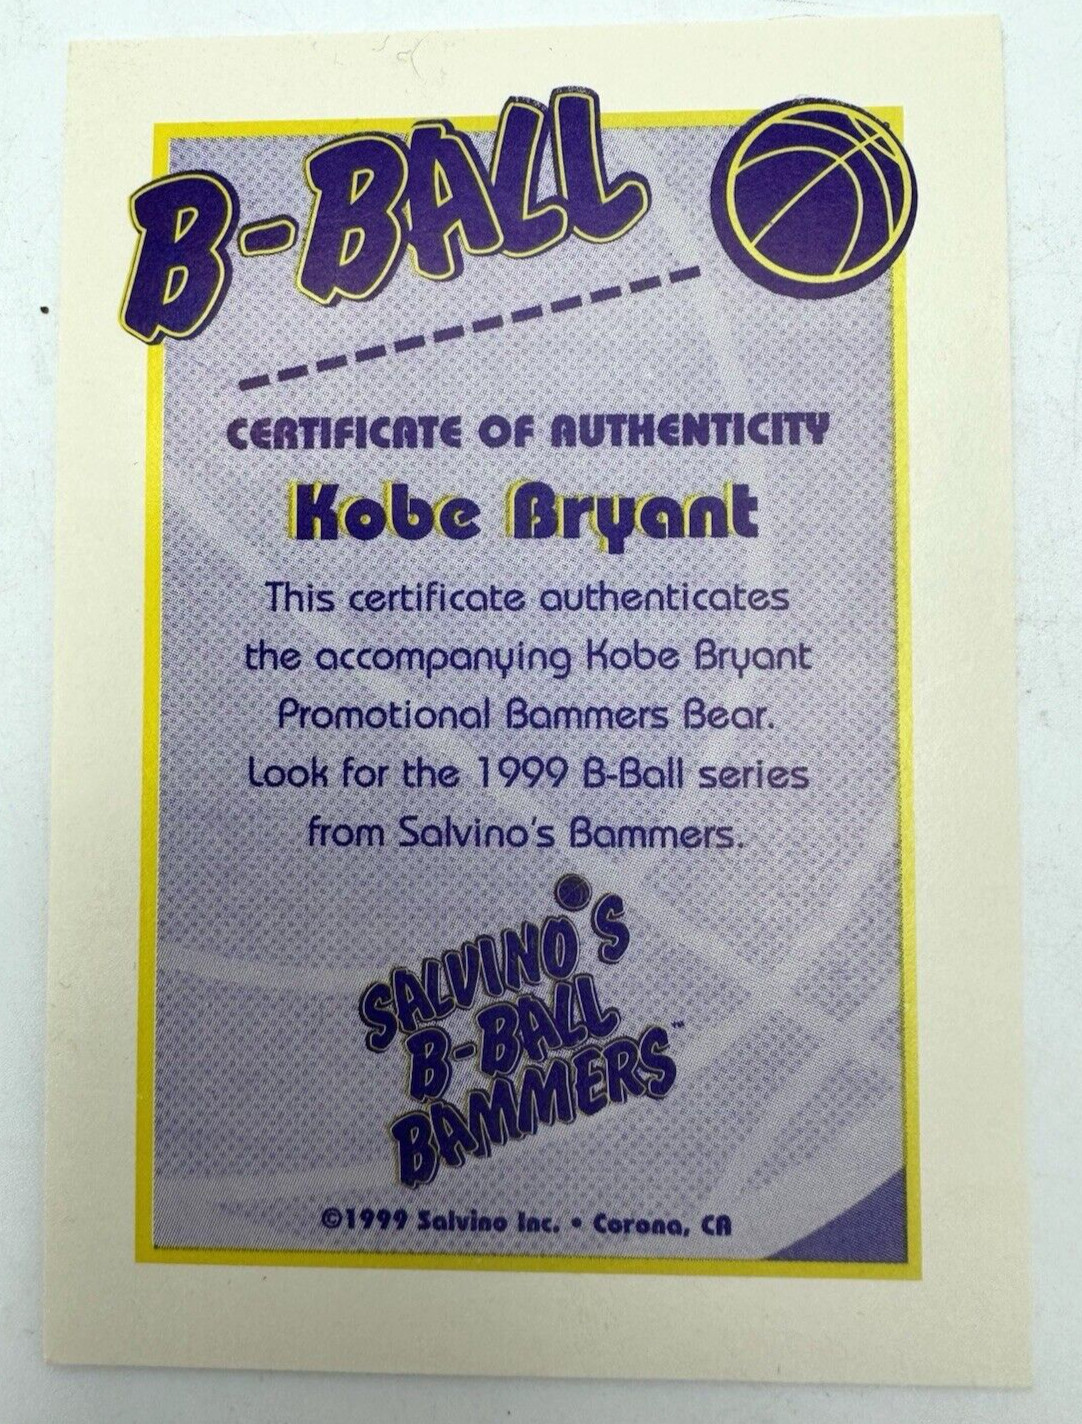 B-BALL
CERTIFICATE OF AUTHENTICITY
Kobe Bryant
This certificate authenticates
the accompanying Kobe Bryant
Promotional Bammers Bear.
Look for the 1999 B-Ball series
from Salvino's Bammers.
SALVINO'S
B-BALL
BAMMERS™
©1999 Salvino Inc. • Corona, CA